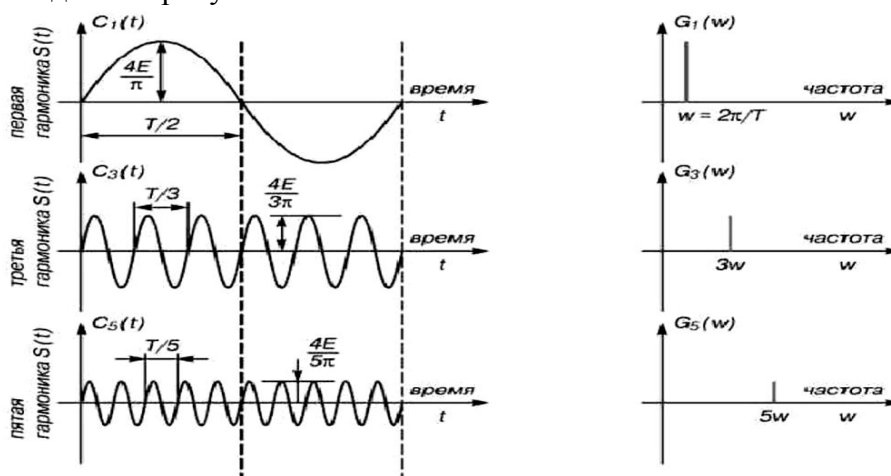 C₁(t)
G₁(w)
первая
гармоника S(t)
4E
π
время
t
T/2
частота
w = 2π/T
w
C₃(t)
G₃(w)
третья
гармоника S(t)
T/3
4E
3π
время
t
частота
3w
w
C₅(t)
G₅(w)
пятая
гармоника S(t)
T/5
4E
5π
время
t
частота
5w
w